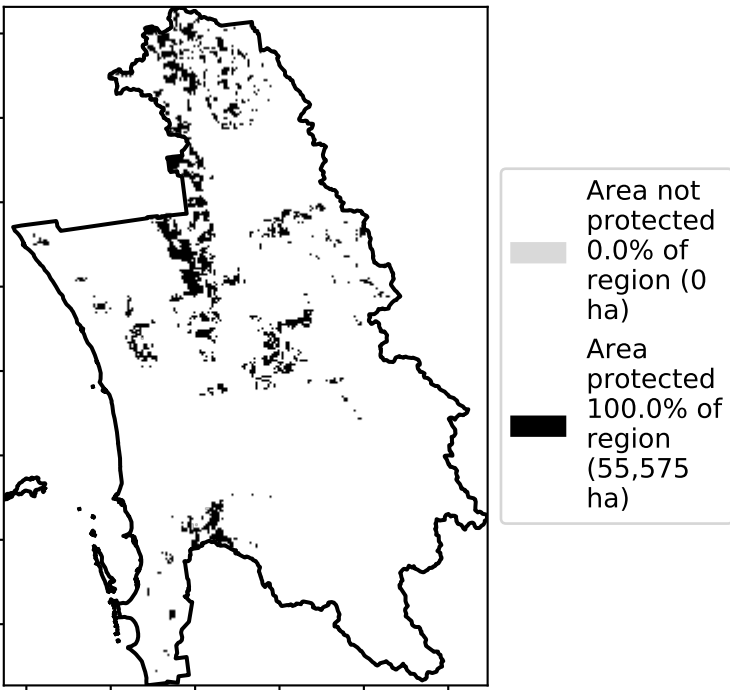 Area not
protected
0.0% of
region (0
ha)
Area
protected
100.0% of
region
(55,575
ha)